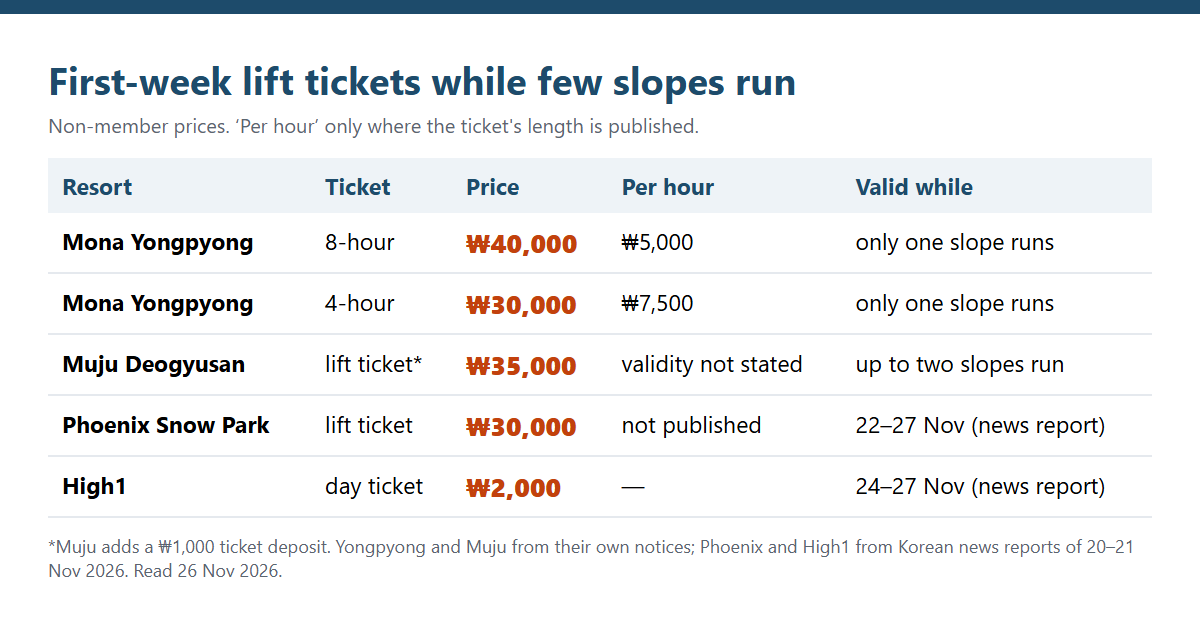 First-week lift tickets while few slopes run
Non-member prices. ‘Per hour’ only where the ticket's length is published.
Resort Ticket Price Per hour Valid while
Mona Yongpyong 8-hour ₩40,000 ₩5,000 only one slope runs
Mona Yongpyong 4-hour ₩30,000 ₩7,500 only one slope runs
Muju Deogyusan lift ticket* ₩35,000 validity not stated up to two slopes run
Phoenix Snow Park lift ticket ₩30,000 not published 22–27 Nov (news report)
High1 day ticket ₩2,000 — 24–27 Nov (news report)
*Muju adds a ₩1,000 ticket deposit. Yongpyong and Muju from their own notices; Phoenix and High1 from Korean news reports of 20–21
Nov 2026. Read 26 Nov 2026.